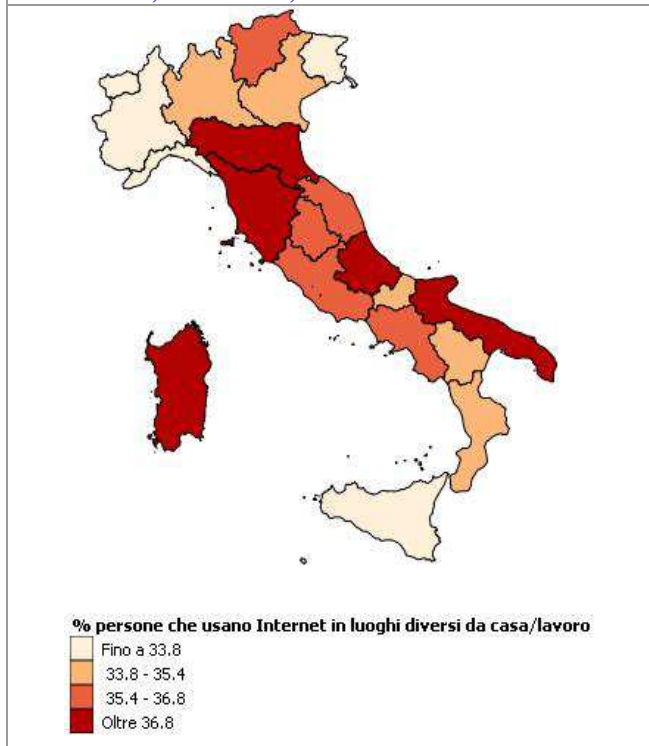 % persone che usano Internet in luoghi diversi da casa/lavoro
Fino a 33.8
33.8 - 35.4
35.4 - 36.8
Oltre 36.8